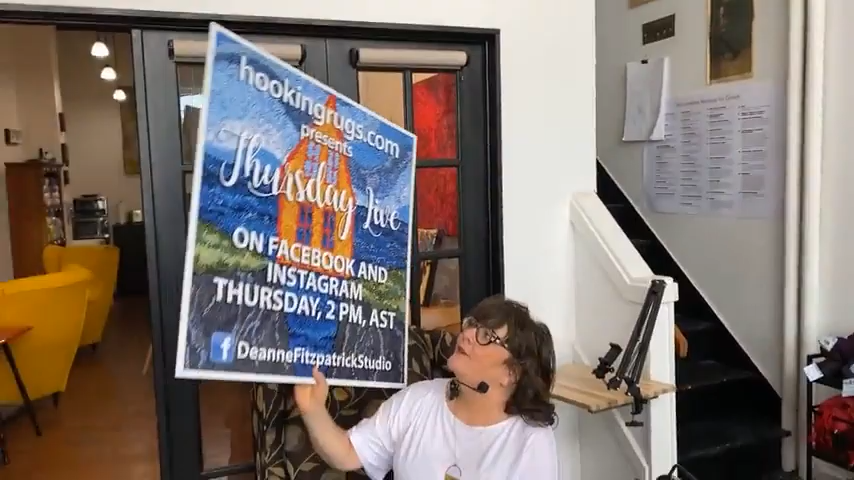 hookingrugs.com
presents
Thursday Live
ON FACEBOOK AND
INSTAGRAM
THURSDAY, 2 PM, AST
f DeanneFitzpatrickStudio